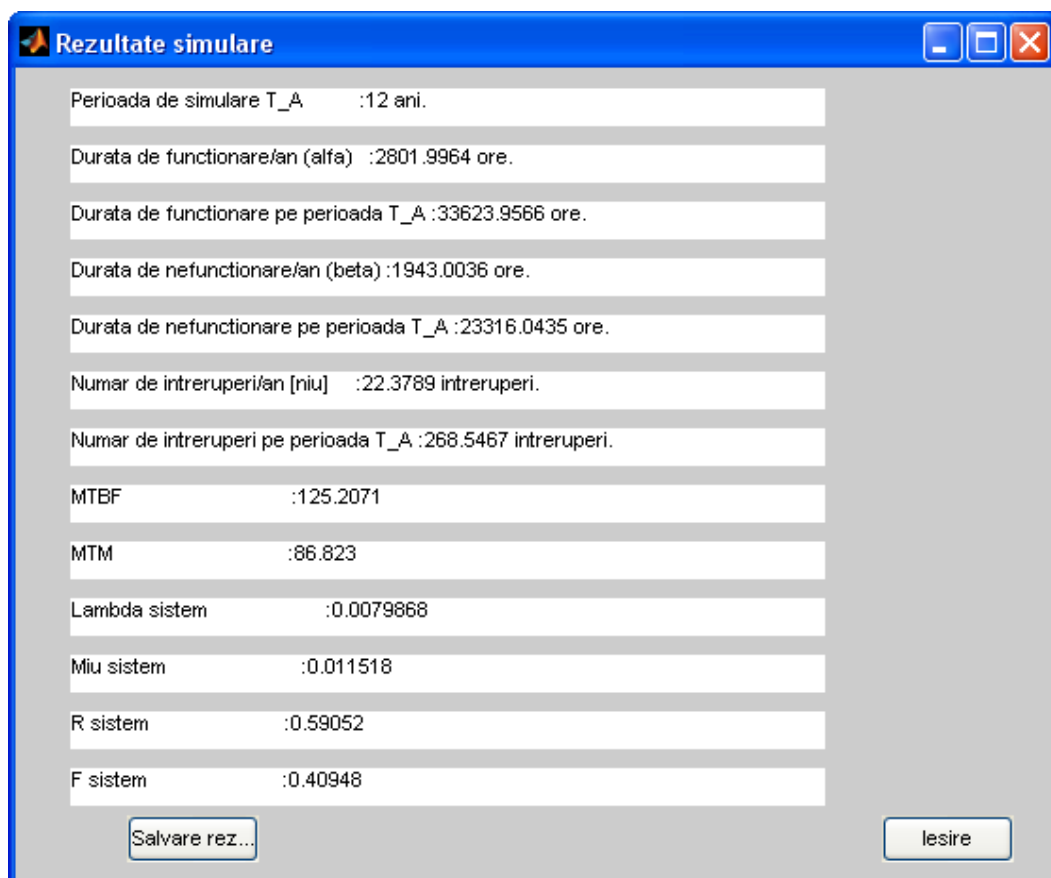 Rezultate simulare
Perioada de simulare T_A :12 ani.
Durata de functionare/an (alfa) :2801.9964 ore.
Durata de functionare pe perioada T_A :33623.9566 ore.
Durata de nefunctionare/an (beta) :1943.0036 ore.
Durata de nefunctionare pe perioada T_A :23316.0435 ore.
Numar de intreruperi/an [niu] :22.3789 intreruperi.
Numar de intreruperi pe perioada T_A :268.5467 intreruperi.
MTBF :125.2071
MTM :86.823
Lambda sistem :0.0079868
Miu sistem :0.011518
R sistem :0.59052
F sistem :0.40948
Salvare rez... Iesire